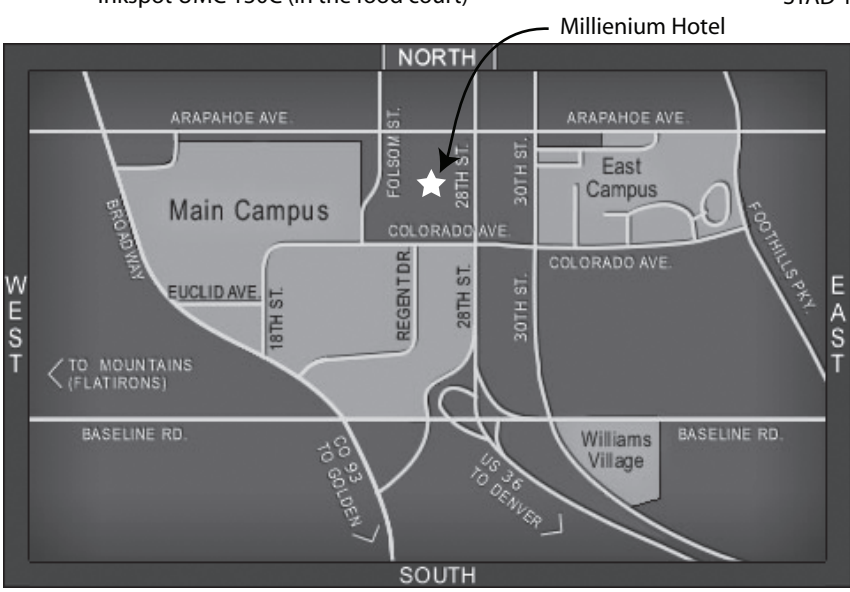 Inkspot UMC 150C (in the food court)
STAD 1
Millienium Hotel
NORTH
ARAPAHOE AVE.
ARAPAHOE AVE.
FOLSOM ST.
28TH ST.
30TH ST.
East
Campus
Main Campus
BROADWAY
COLORADO AVE.
COLORADO AVE.
FOOTHILLS PKY.
WEST
EAST
EUCLID AVE.
18TH ST.
REGENT DR.
28TH ST.
30TH ST.
TO MOUNTAINS
(FLATIRONS)
BASELINE RD.
BASELINE RD.
Williams
Village
CO 93
TO GOLDEN
US 36
TO DENVER
SOUTH